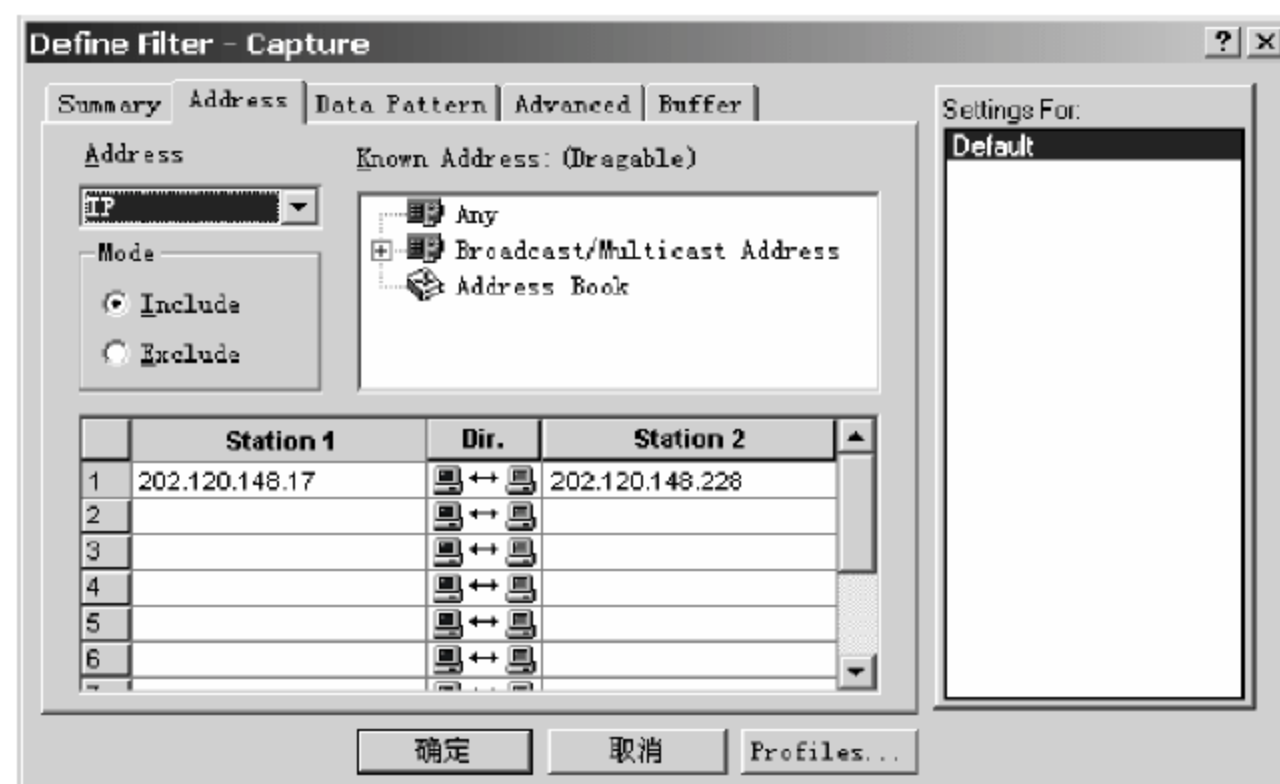 Define Filter - Capture
Summary Address Data Pattern Advanced Buffer
Settings For:
Default
Address
Known Address: (Dragable)
IP
Any
Broadcast/Multicast Address
Address Book
Mode
Include
Exclude
Station 1 Dir. Station 2
1 202.120.148.17 202.120.148.228
2
3
4
5
6
确定 取消 Profiles...